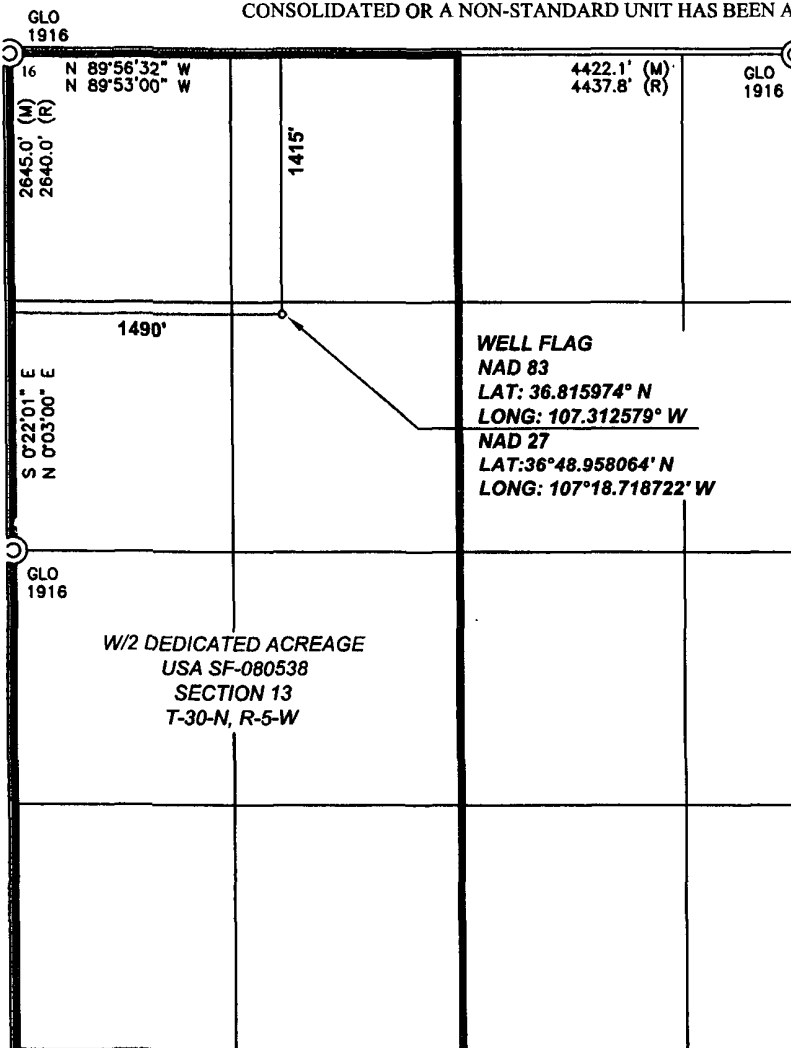 CONSOLIDATED OR A NON-STANDARD UNIT HAS BEEN A
GLO
1916
16
N 89°56'32" W
N 89°53'00" W
4422.1' (M)
4437.8' (R)
GLO
1916
2645.0' (M)
2640.0' (R)
1415'
1490'
WELL FLAG
NAD 83
LAT: 36.815974° N
LONG: 107.312579° W
NAD 27
LAT:36°48.958064' N
LONG: 107°18.718722' W
S 0°22'01" E
N 0°03'00" E
GLO
1916
W/2 DEDICATED ACREAGE
USA SF-080538
SECTION 13
T-30-N, R-5-W